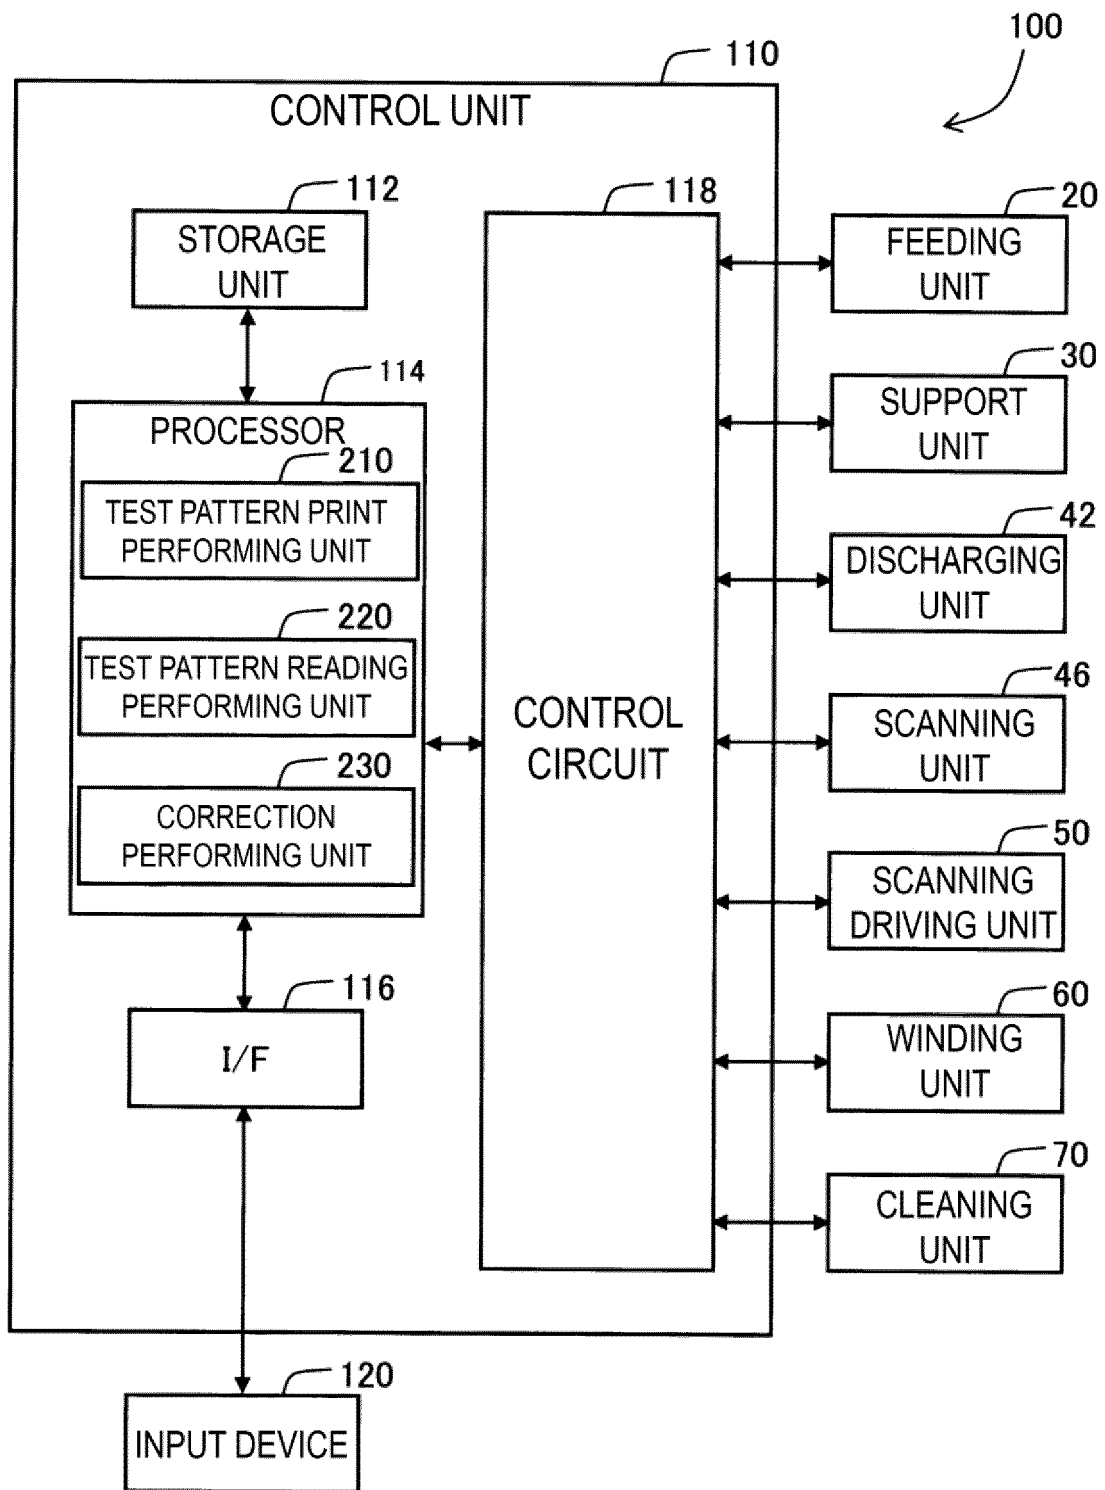 100
110
CONTROL UNIT
112
STORAGE
UNIT
114
PROCESSOR
210
TEST PATTERN PRINT
PERFORMING UNIT
220
TEST PATTERN READING
PERFORMING UNIT
230
CORRECTION
PERFORMING UNIT
116
I/F
120
INPUT DEVICE
118
CONTROL
CIRCUIT
20
FEEDING
UNIT
30
SUPPORT
UNIT
42
DISCHARGING
UNIT
46
SCANNING
UNIT
50
SCANNING
DRIVING UNIT
60
WINDING
UNIT
70
CLEANING
UNIT